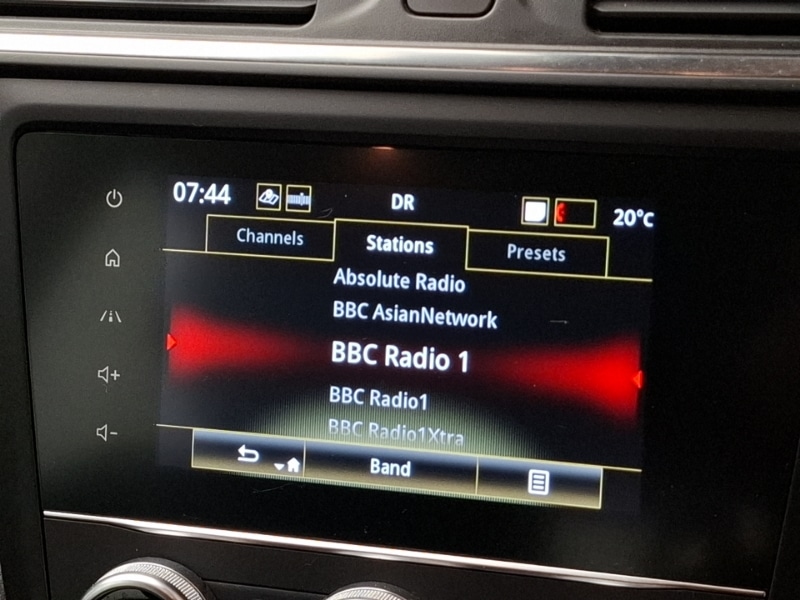 07:44 DR 20°C
Channels Stations Presets
Absolute Radio
BBC AsianNetwork
BBC Radio 1
BBC Radio1
BBC Radio1Xtra
Band